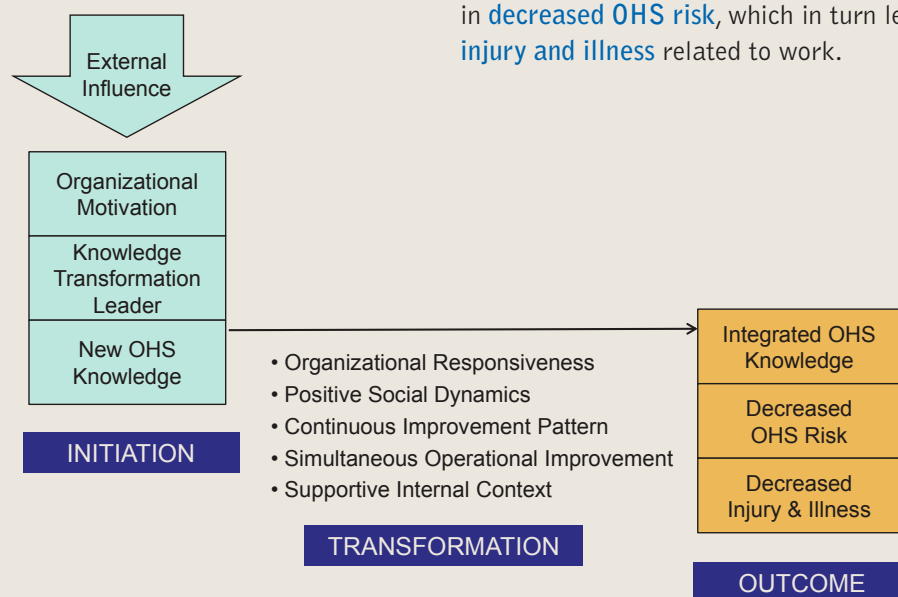 in decreased OHS risk, which in turn le
injury and illness related to work.
External
Influence
Organizational
Motivation
Knowledge
Transformation
Leader
New OHS
Knowledge
INITIATION
• Organizational Responsiveness
• Positive Social Dynamics
• Continuous Improvement Pattern
• Simultaneous Operational Improvement
• Supportive Internal Context
TRANSFORMATION
Integrated OHS
Knowledge
Decreased
OHS Risk
Decreased
Injury & Illness
OUTCOME